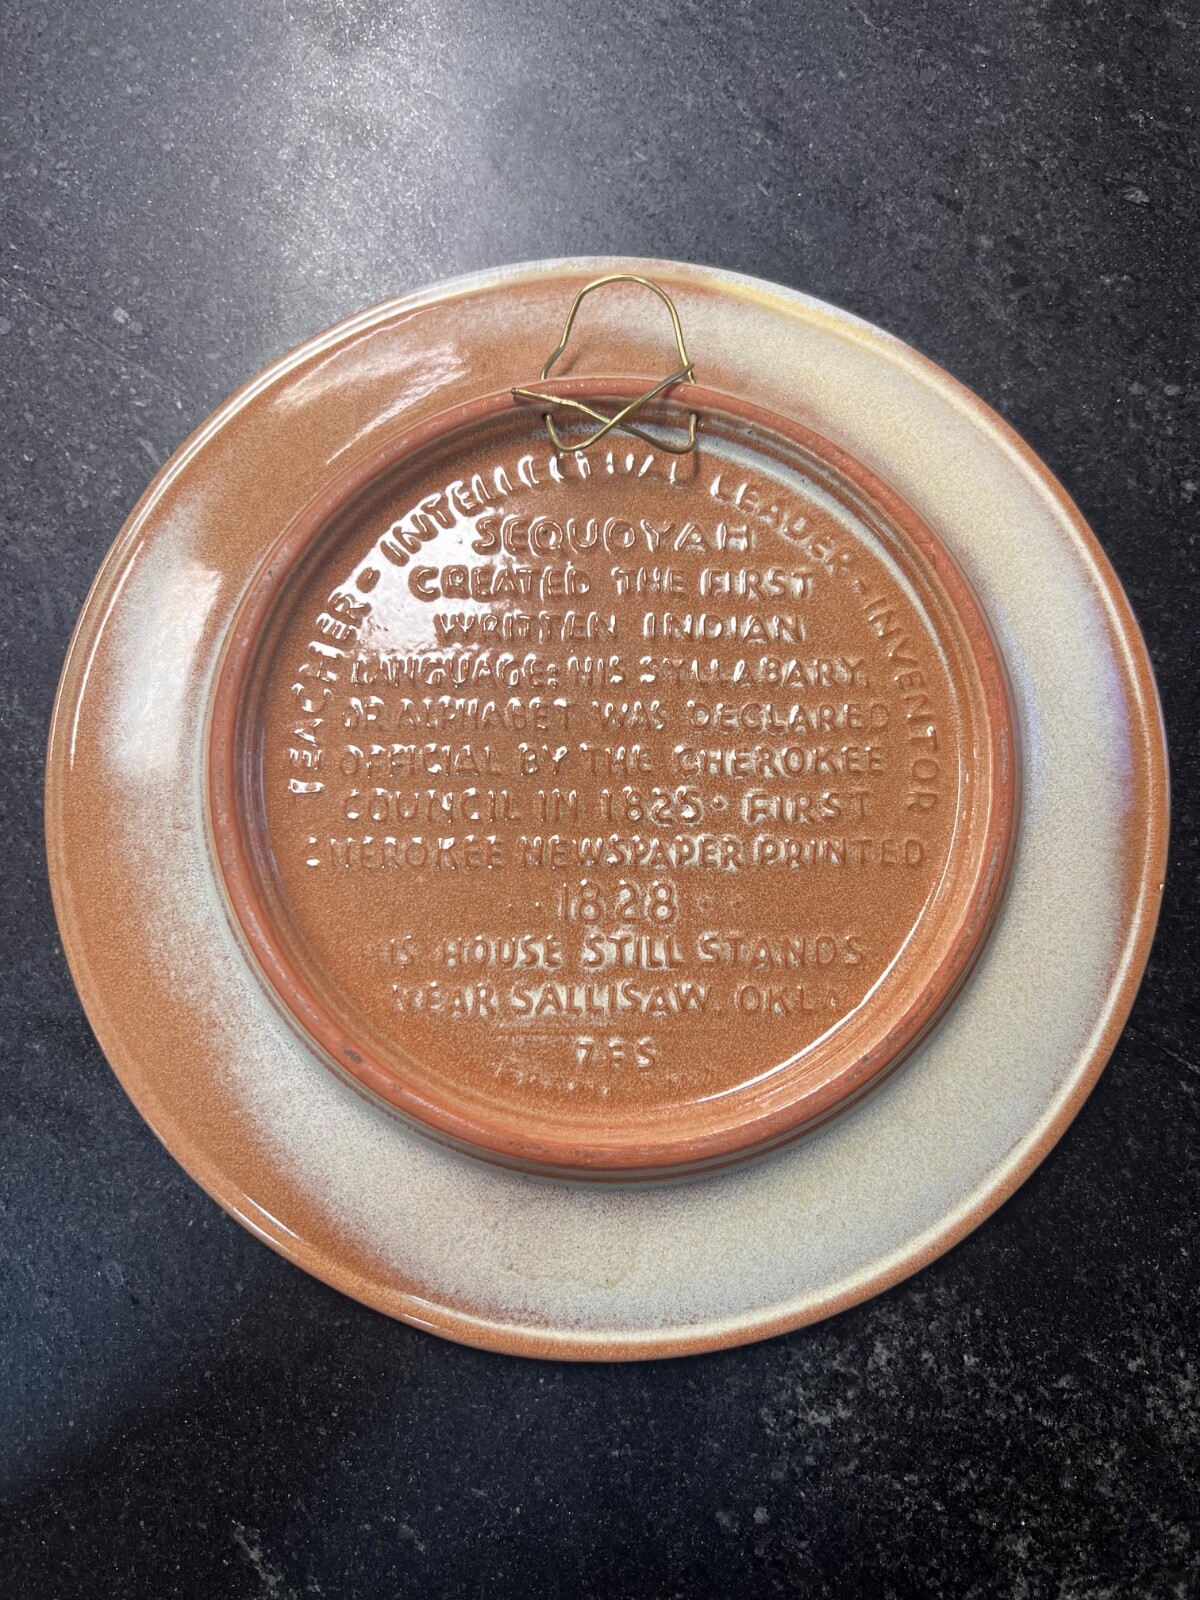 TEACHER - INTELLECTUAL LEADER - INVENTOR
SEQUOYAH
CREATED THE FIRST
WRITTEN INDIAN
LANGUAGE: HIS SYLLABARY,
OR ALPHABET WAS DECLARED
OFFICIAL BY THE CHEROKEE
COUNCIL IN 1825 • FIRST
CHEROKEE NEWSPAPER PRINTED
1828
HIS HOUSE STILL STANDS
NEAR SALLISAW, OKLA
7FS